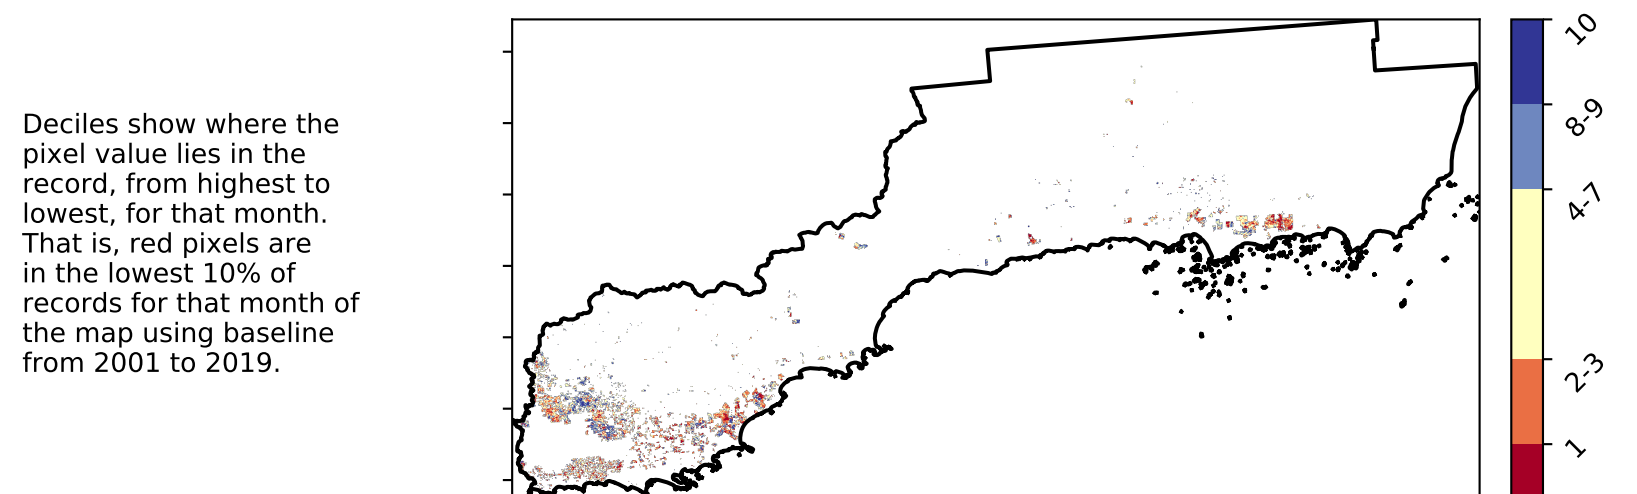 Deciles show where the
pixel value lies in the
record, from highest to
lowest, for that month.
That is, red pixels are
in the lowest 10% of
records for that month of
the map using baseline
from 2001 to 2019.
10
8-9
4-7
2-3
1